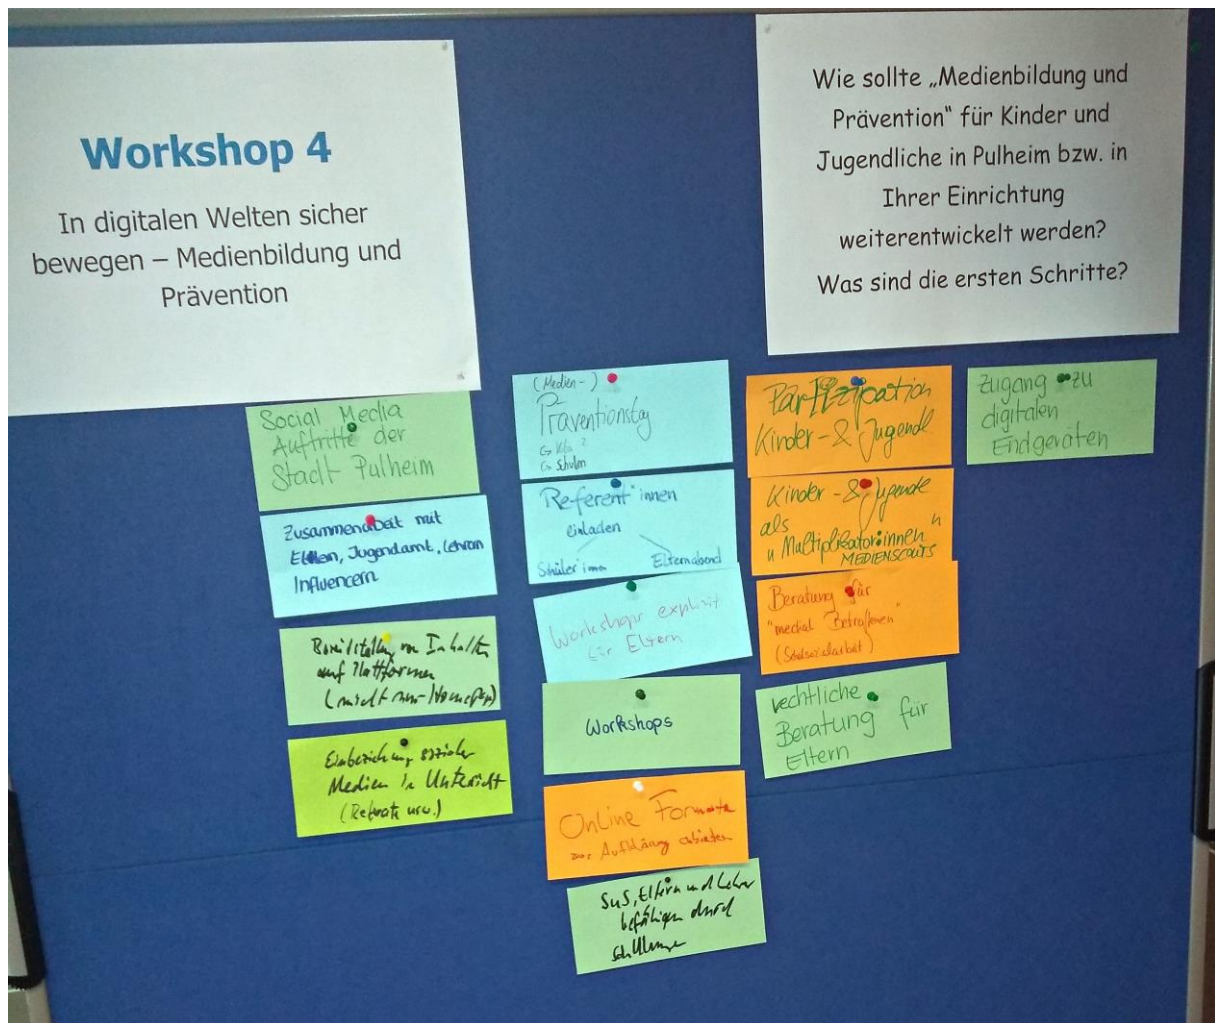 Workshop 4
In digitalen Welten sicher
bewegen – Medienbildung und
Prävention
Wie sollte „Medienbildung und
Prävention“ für Kinder und
Jugendliche in Pulheim bzw. in
Ihrer Einrichtung
weiterentwickelt werden?
Was sind die ersten Schritte?
Social Media
Auftritte der
Stadt Pulheim
Zusammenarbeit mit
Eltern, Jugendamt, Lehrern
Influencern
Bereitstellung von Inhalten
auf Plattformen
(nicht nur Homepage)
Einbeziehung sozialer
Medien in Unterricht
(Referate usw.)
(Medien-)
Präventionstag
Kita ?
Schulen
Referent*innen
einladen
Schüler innen Elternabend
Workshops explizit
für Eltern
Workshops
Online Formate
zur Aufklärung anbieten
SuS, Eltern und Lehrer
befähigen durch
Schulungen
Partizipation
Kinder- & Jugendl.
Kinder- & Jugendl
als
"Multiplikator:innen"
MEDIENSCOUTS
Beratung für
"medial Betroffenen"
(Schulsozialarbeit)
rechtliche
Beratung für
Eltern
Zugang zu
digitalen
Endgeräten